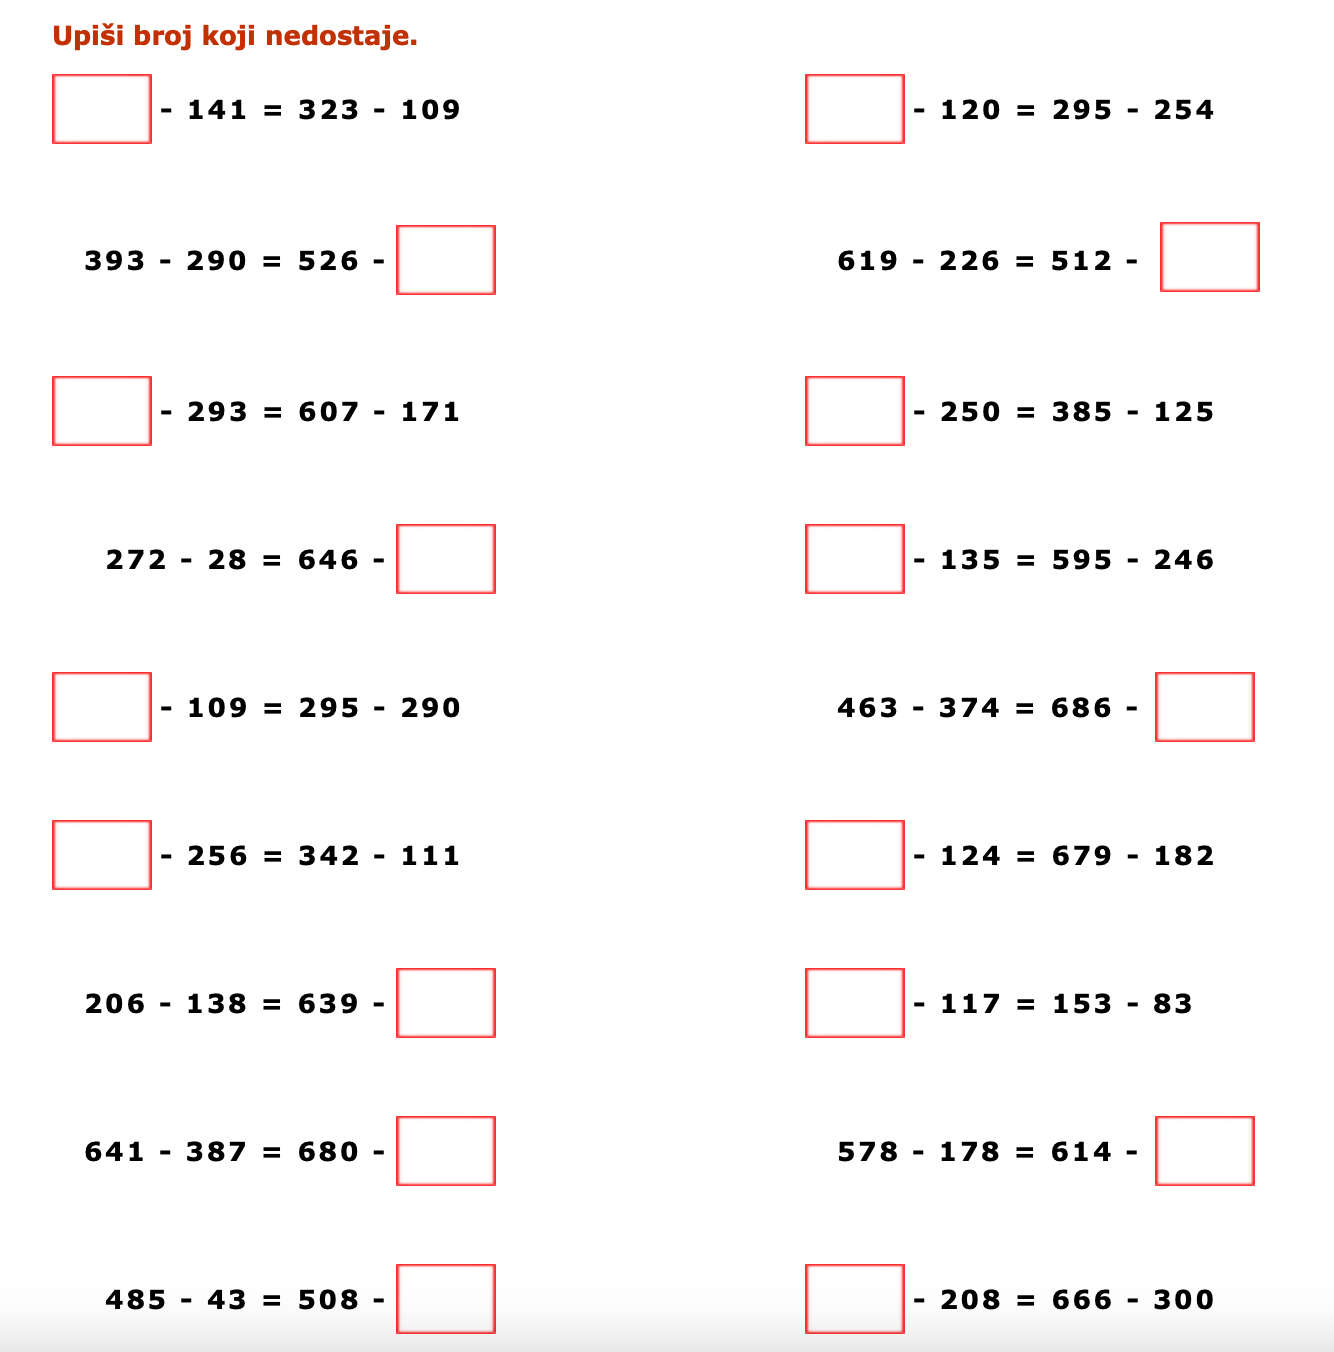 Upiši broj koji nedostaje.
- 141 = 323 - 109
- 120 = 295 - 254
393 - 290 = 526 -
619 - 226 = 512 -
- 293 = 607 - 171
- 250 = 385 - 125
272 - 28 = 646 -
- 135 = 595 - 246
- 109 = 295 - 290
463 - 374 = 686 -
- 256 = 342 - 111
- 124 = 679 - 182
206 - 138 = 639 -
- 117 = 153 - 83
641 - 387 = 680 -
578 - 178 = 614 -
485 - 43 = 508 -
- 208 = 666 - 300